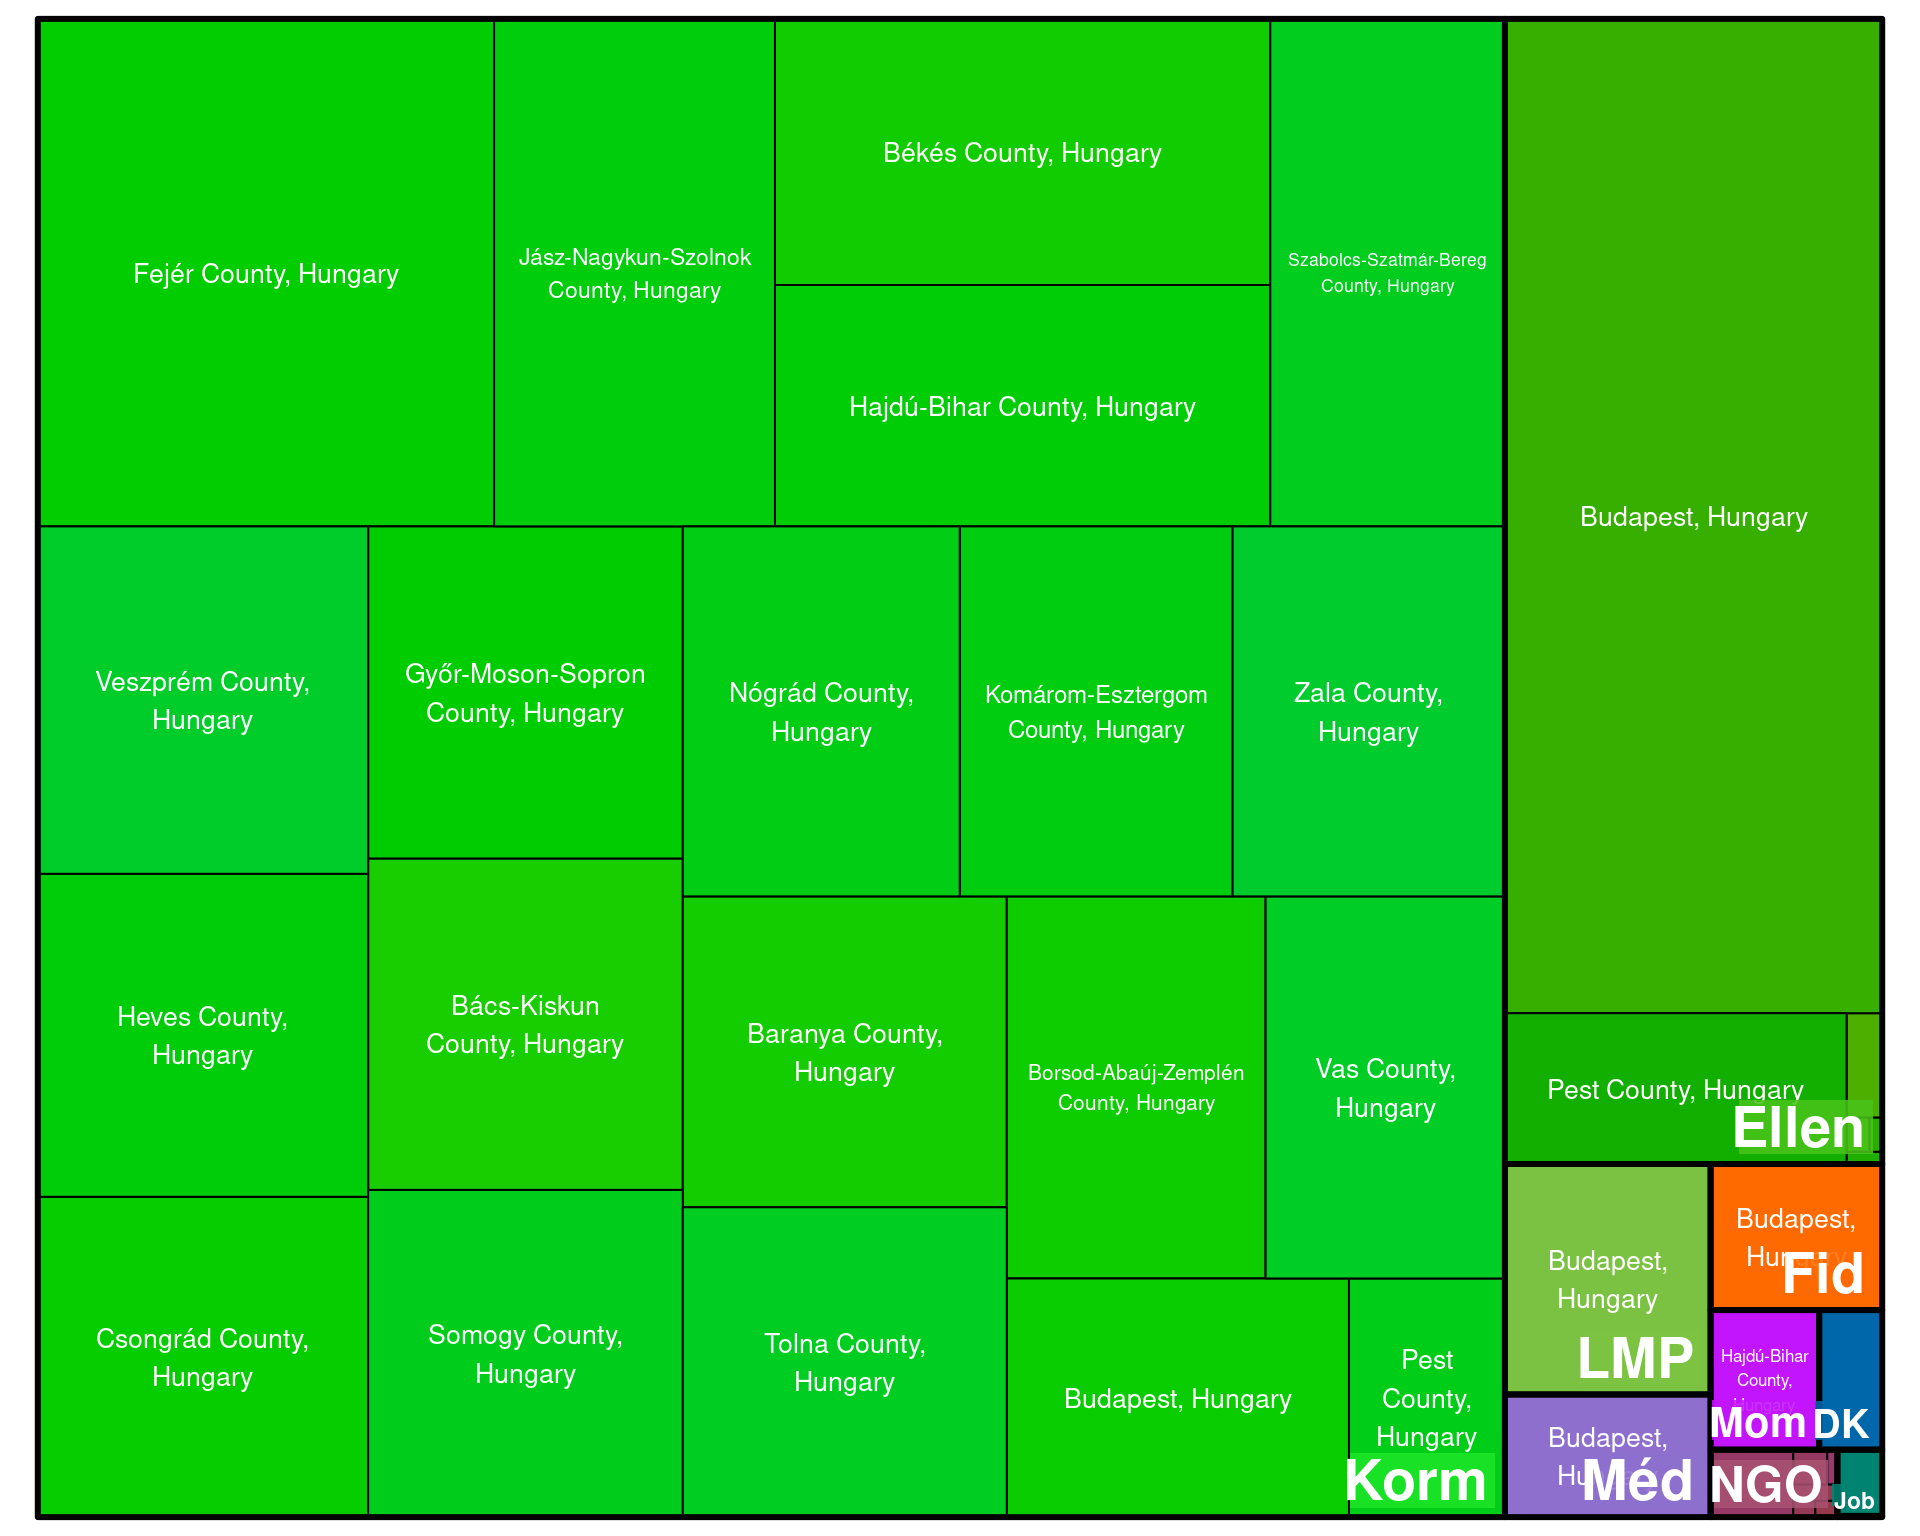 Fejér County, Hungary
Jász-Nagykun-Szolnok
County, Hungary
Békés County, Hungary
Hajdú-Bihar County, Hungary
Szabolcs-Szatmár-Bereg
County, Hungary
Budapest, Hungary
Veszprém County,
Hungary
Győr-Moson-Sopron
County, Hungary
Nógrád County,
Hungary
Komárom-Esztergom
County, Hungary
Zala County,
Hungary
Heves County,
Hungary
Bács-Kiskun
County, Hungary
Baranya County,
Hungary
Borsod-Abaúj-Zemplén
County, Hungary
Vas County,
Hungary
Pest County, Hungary
Ellen
Csongrád County,
Hungary
Somogy County,
Hungary
Tolna County,
Hungary
Budapest, Hungary
Pest
County,
Hungary
Korm
Budapest,
Hungary
LMP
Budapest,
Hungary
Fid
Hajdú-Bihar
County,
Hungary
Mom
DK
Budapest,
Hungary
Méd
NGO
Job